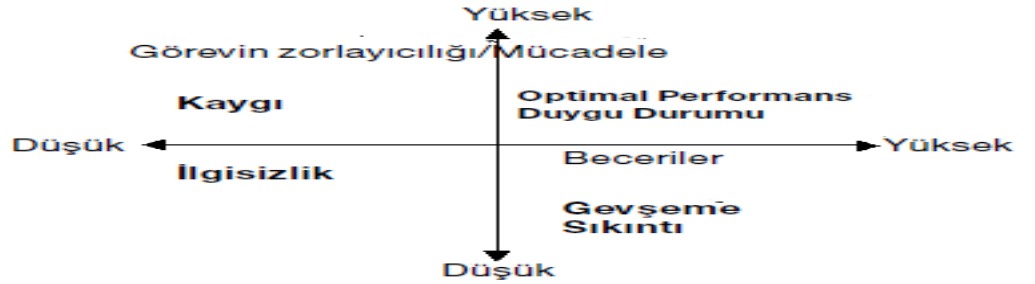 Yüksek
Görevin zorlayıcılığı/Mücadele
Kaygı
Optimal Performans
Duygu Durumu
Düşük
Yüksek
Beceriler
İlgisizlik
Gevşeme
Sıkıntı
Düşük